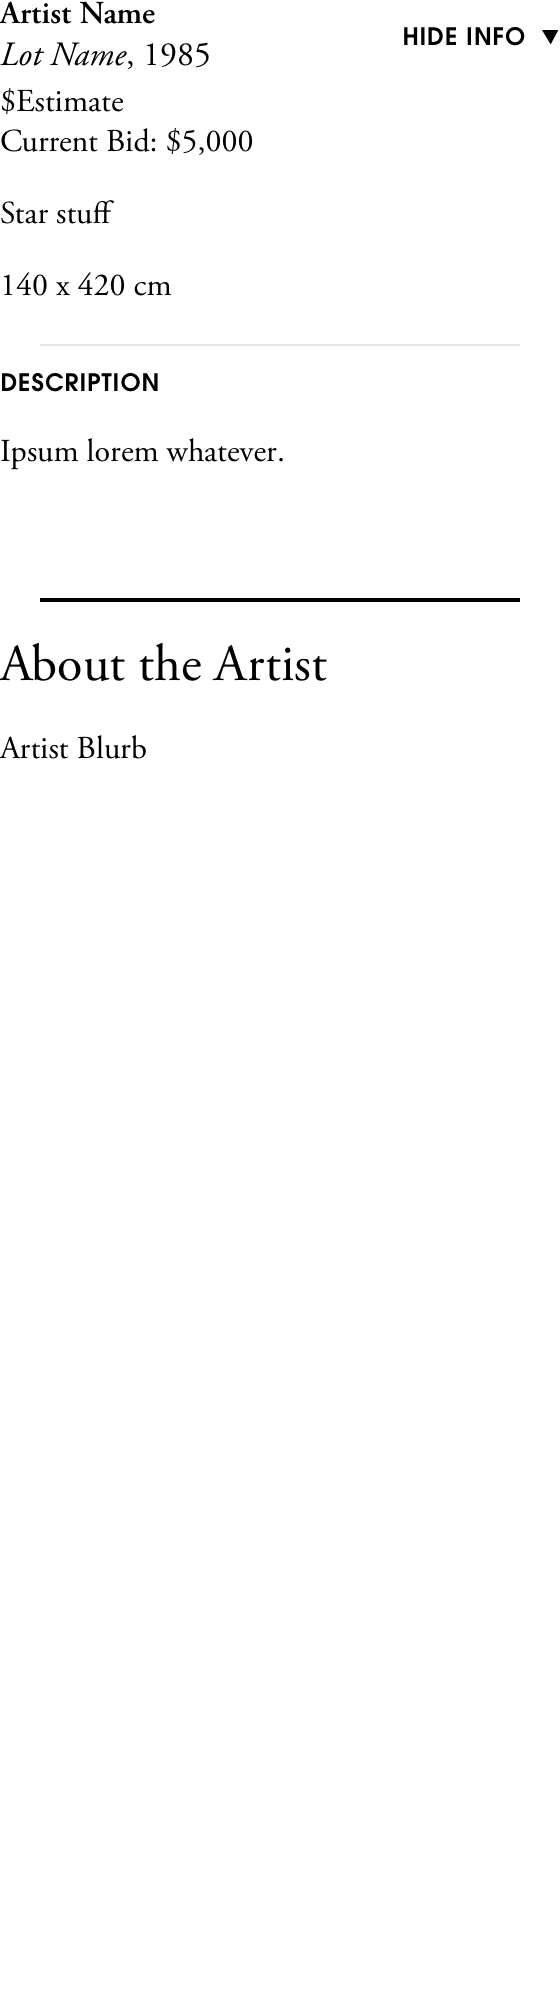 Artist Name
HIDE INFO ▼
Lot Name, 1985
$Estimate
Current Bid: $5,000
Star stuff
140 x 420 cm
DESCRIPTION
Ipsum lorem whatever.
About the Artist
Artist Blurb